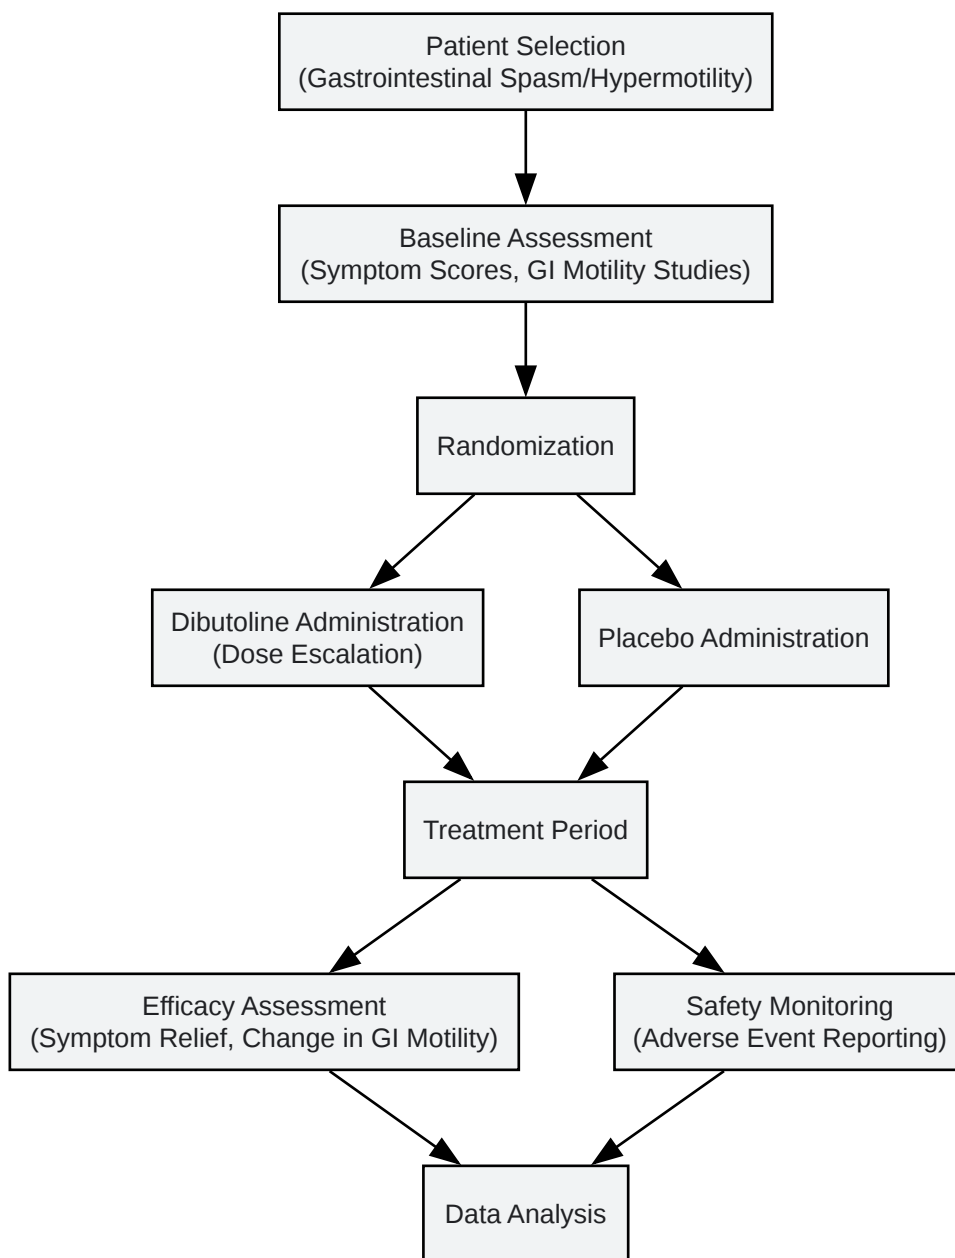 Patient Selection
(Gastrointestinal Spasm/Hypermotility)
Baseline Assessment
(Symptom Scores, GI Motility Studies)
Randomization
Dibutoline Administration
(Dose Escalation)
Placebo Administration
Treatment Period
Efficacy Assessment
(Symptom Relief, Change in GI Motility)
Safety Monitoring
(Adverse Event Reporting)
Data Analysis